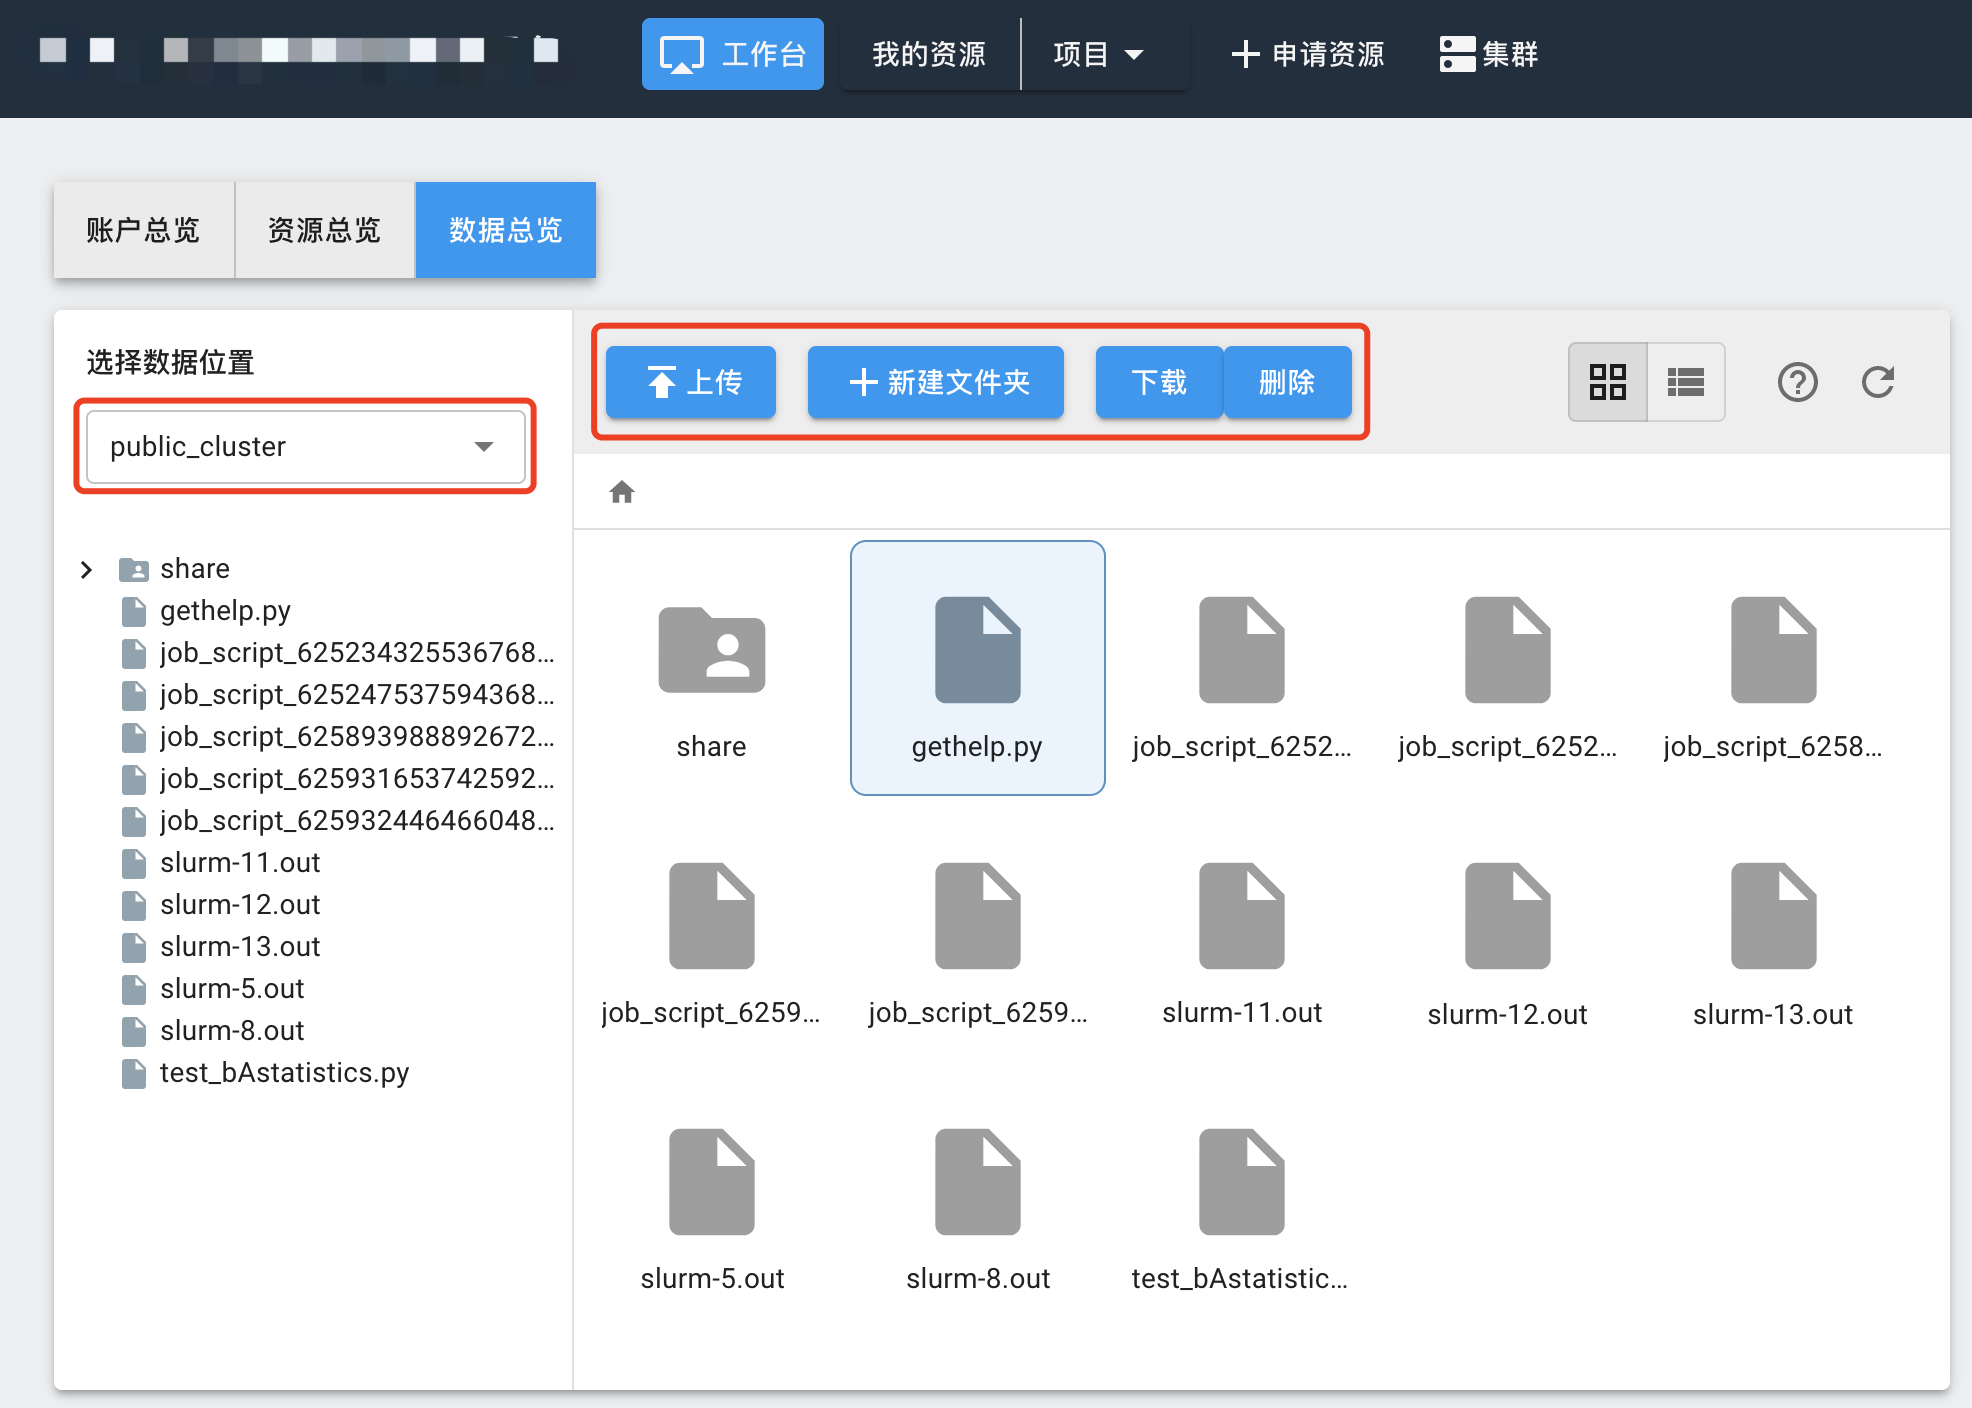 工作台 我的资源 项目 申请资源 集群
账户总览 资源总览 数据总览
选择数据位置
public_cluster
上传 新建文件夹 下载 删除
share
gethelp.py
job_script_625234325536768...
job_script_625247537594368...
job_script_625893988892672...
job_script_625931653742592...
job_script_625932446466048...
slurm-11.out
slurm-12.out
slurm-13.out
slurm-5.out
slurm-8.out
test_bAstatistics.py
share gethelp.py job_script_6252... job_script_6252... job_script_6258...
job_script_6259... job_script_6259... slurm-11.out slurm-12.out slurm-13.out
slurm-5.out slurm-8.out test_bAstatistic...